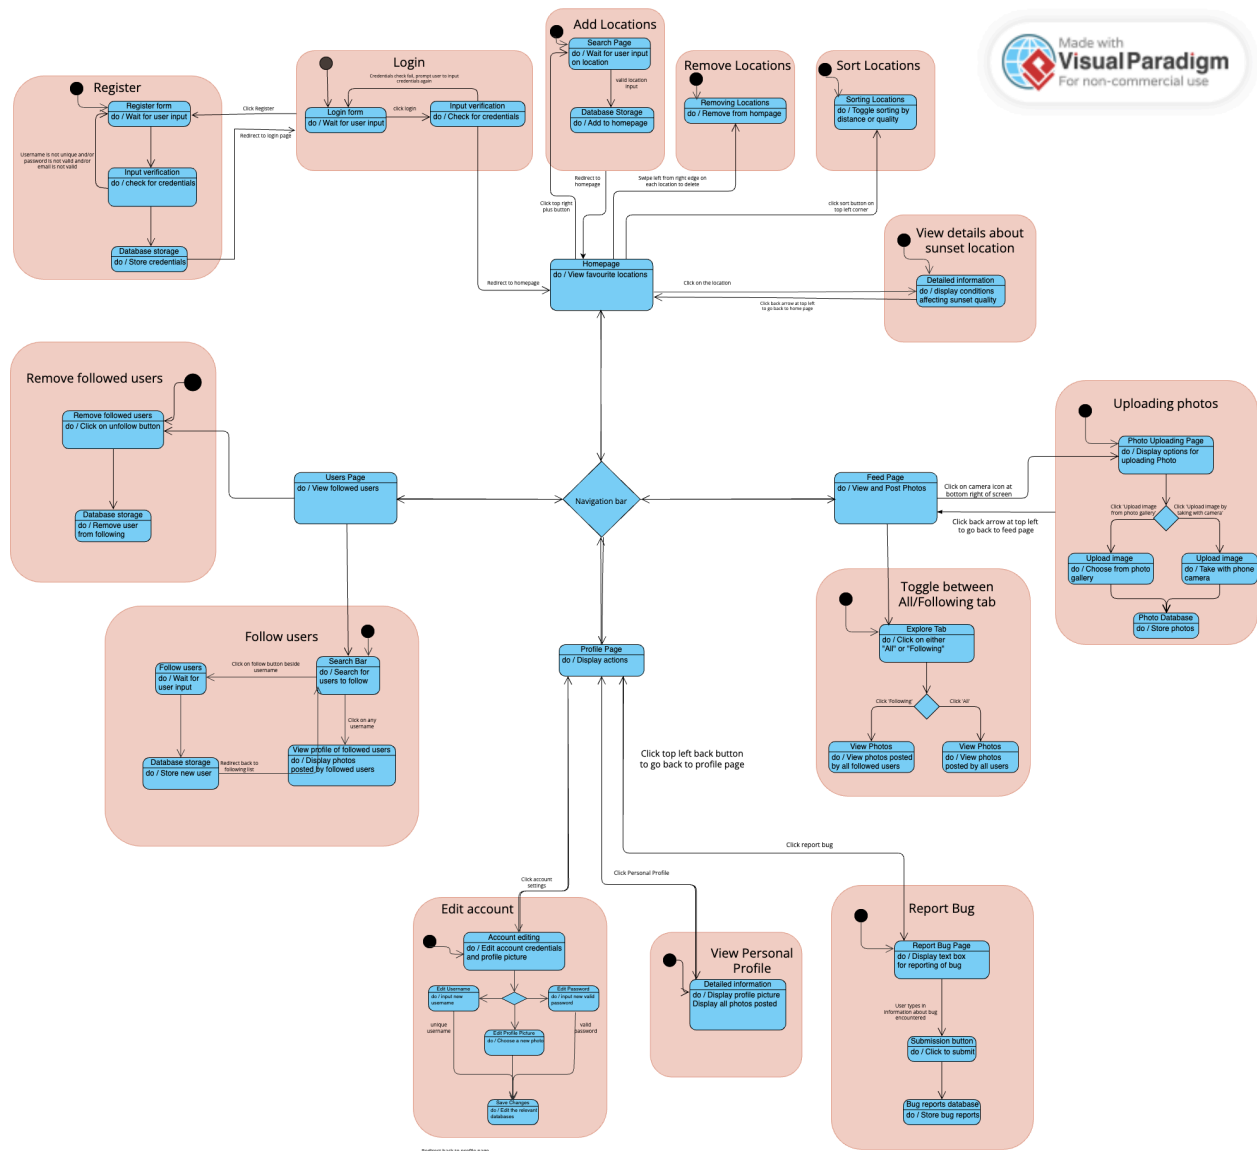 Made with
Visual Paradigm
For non-commercial use
Add Locations
Search Page
do / Wait for user input
on location
valid location
input
Database Storage
do / Add to homepage
Redirect to
homepage
Click top right
plus button
Login
Credentials check fail, prompt user to input
credentials again
Login form
do / Wait for user input
click login
Input verification
do / Check for credentials
Click Register
Redirect to login page
Redirect to homepage
Register
Register form
do / Wait for user input
Username is not unique and/or
password is not valid and/or
email is not valid
Input verification
do / check for credentials
Database storage
do / Store credentials
Remove Locations
Removing Locations
do / Remove from hompage
Swipe left from right edge on
each location to delete
Sort Locations
Sorting Locations
do / Toggle sorting by
distance or quality
click sort button on
top left corner
View details about
sunset location
Detailed information
do / display conditions
affecting sunset quality
Click on the location
Click back arrow at top left
to go back to home page
Homepage
do / View favourite locations
Remove followed users
Remove followed users
do / Click on unfollow button
Database storage
do / Remove user
from following
Users Page
do / View followed users
Navigation bar
Feed Page
do / View and Post Photos
Click on camera icon at
bottom right of screen
Click back arrow at top left
to go back to feed page
Uploading photos
Photo Uploading Page
do / Display options for
uploading Photo
Click 'Upload image
from photo gallery'
Click 'Upload image by
taking with camera'
Upload image
do / Choose from photo
gallery
Upload image
do / Take with phone
camera
Photo Database
do / Store photos
Toggle between
All/Following tab
Explore Tab
do / Click on either
"All" or "Following"
Click 'Following'
Click 'All'
View Photos
do / View photos posted
by all followed users
View Photos
do / View photos
posted by all users
Follow users
Click on follow button beside
username
Follow users
do / Wait for
user input
Search Bar
do / Search for
users to follow
Click on any
username
Database storage
do / Store new user
Redirect back to
following list
View profile of followed users
do / Display photos
posted by followed users
Profile Page
do / Display actions
Click top left back button
to go back to profile page
Click account
settings
Click Personal Profile
Click report bug
Edit account
Account editing
do / Edit account credentials
and profile picture
Edit Username
do / input new
username
Edit Password
do / input new valid
password
unique
username
valid
password
Edit Profile Picture
do / Choose a new photo
Save Changes
do / Edit the relevant
databases
View Personal
Profile
Detailed information
do / Display profile picture
Display all photos posted
Report Bug
Report Bug Page
do / Display text box
for reporting of bug
User types in
information about bug
encountered
Submission button
do / Click to submit
Bug reports database
do / Store bug reports